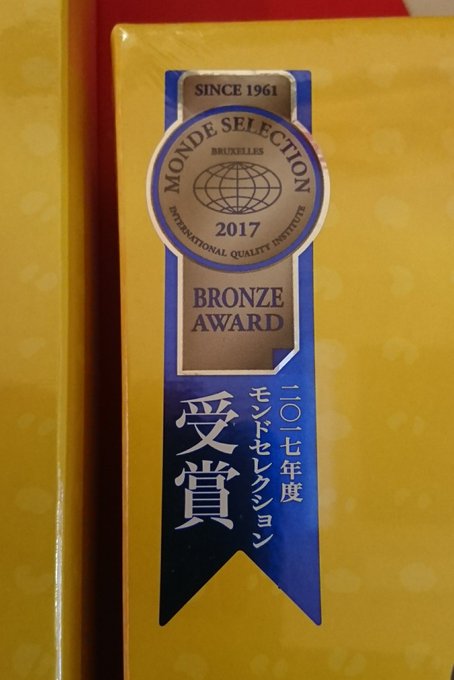 SINCE 1961
MONDE SELECTION
BRUXELLES
2017
INTERNATIONAL QUALITY INSTITUTE
BRONZE
AWARD
二〇一七年度
モンドセレクション
受賞